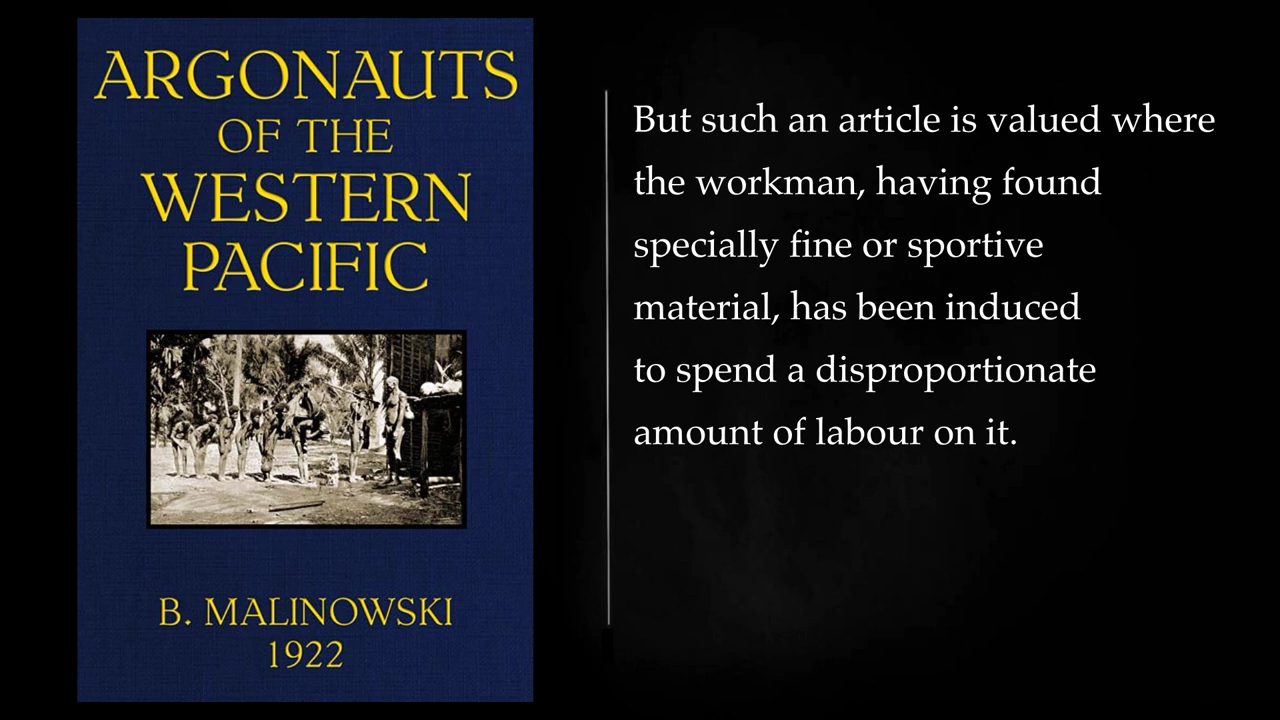 ARGONAUTS
OF THE
WESTERN
PACIFIC
B. MALINOWSKI
1922
But such an article is valued where
the workman, having found
specially fine or sportive
material, has been induced
to spend a disproportionate
amount of labour on it.